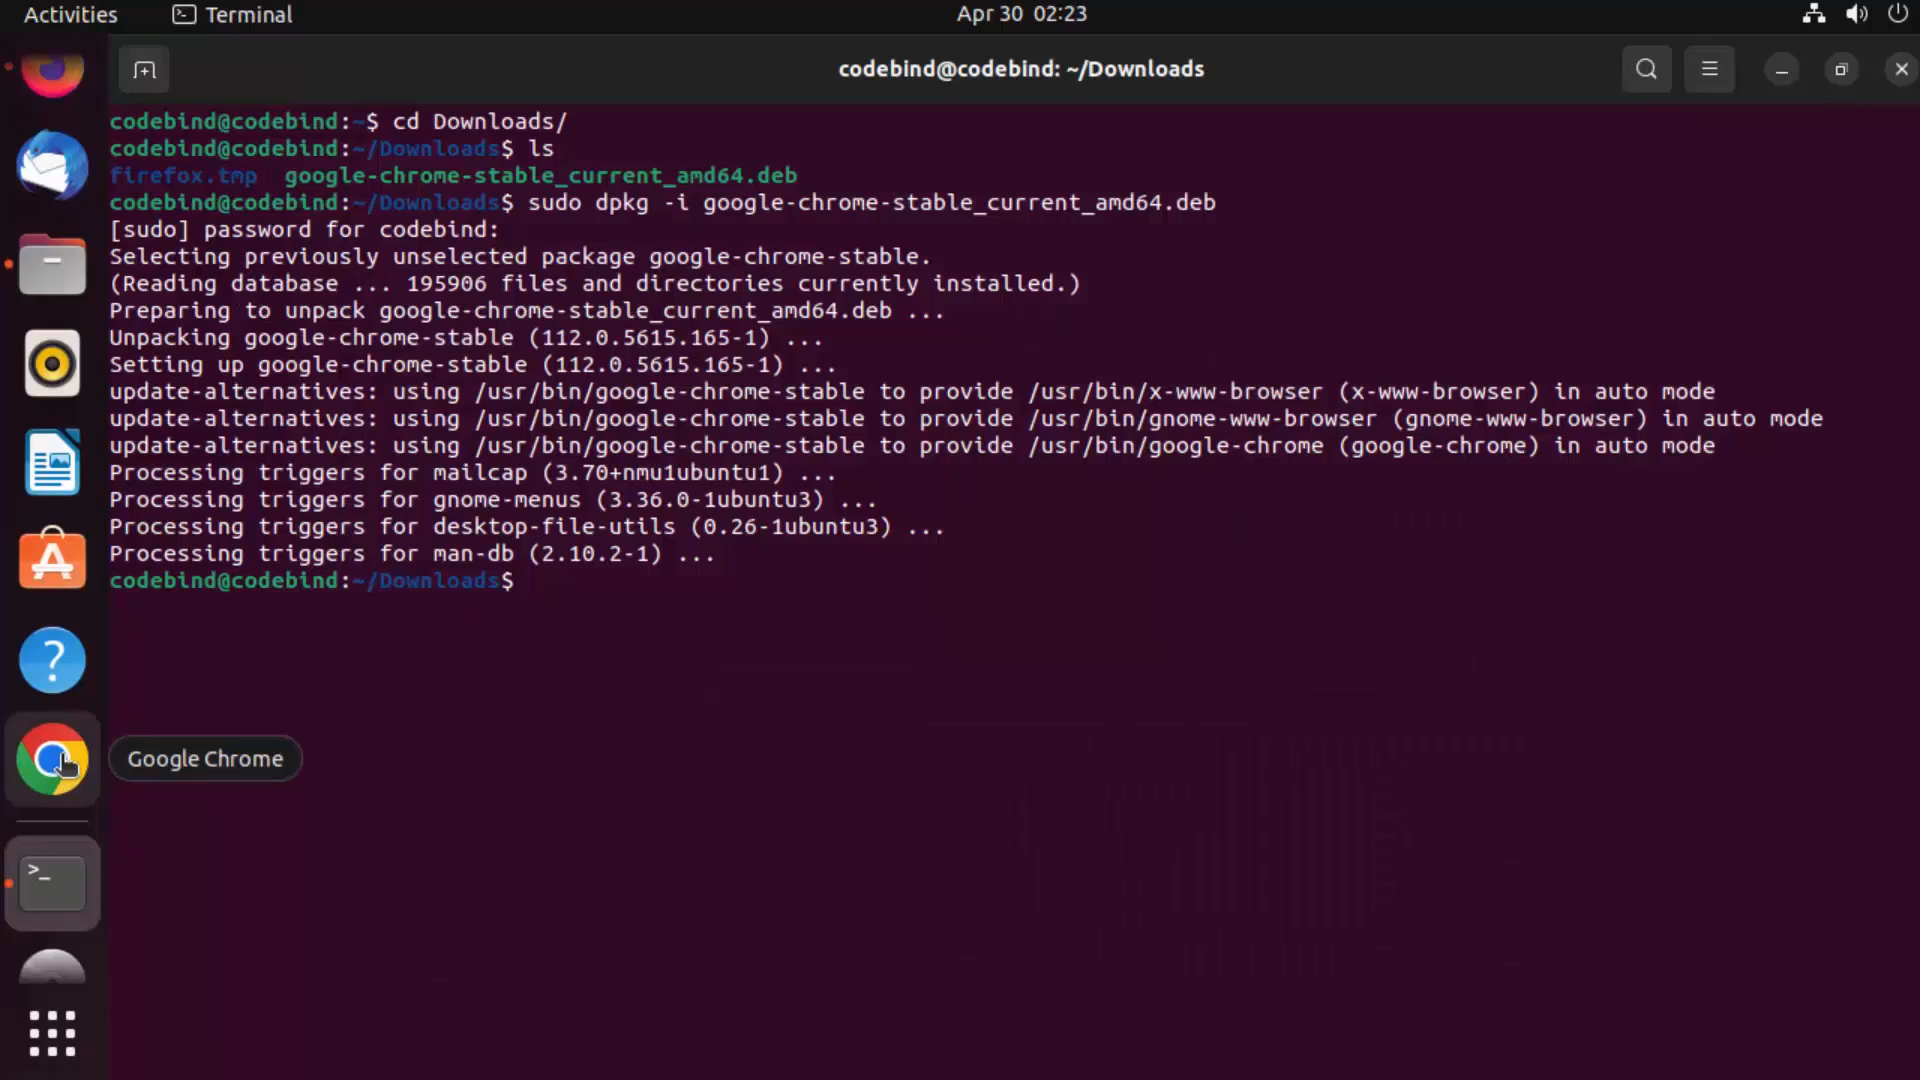 Activities Terminal Apr 30 02:23
codebind@codebind: ~/Downloads
codebind@codebind:~$ cd Downloads/
codebind@codebind:~/Downloads$ ls
firefox.tmp google-chrome-stable_current_amd64.deb
codebind@codebind:~/Downloads$ sudo dpkg -i google-chrome-stable_current_amd64.deb
[sudo] password for codebind:
Selecting previously unselected package google-chrome-stable.
(Reading database ... 195906 files and directories currently installed.)
Preparing to unpack google-chrome-stable_current_amd64.deb ...
Unpacking google-chrome-stable (112.0.5615.165-1) ...
Setting up google-chrome-stable (112.0.5615.165-1) ...
update-alternatives: using /usr/bin/google-chrome-stable to provide /usr/bin/x-www-browser (x-www-browser) in auto mode
update-alternatives: using /usr/bin/google-chrome-stable to provide /usr/bin/gnome-www-browser (gnome-www-browser) in auto mode
update-alternatives: using /usr/bin/google-chrome-stable to provide /usr/bin/google-chrome (google-chrome) in auto mode
Processing triggers for mailcap (3.70+nmu1ubuntu1) ...
Processing triggers for gnome-menus (3.36.0-1ubuntu3) ...
Processing triggers for desktop-file-utils (0.26-1ubuntu3) ...
Processing triggers for man-db (2.10.2-1) ...
codebind@codebind:~/Downloads$
Google Chrome